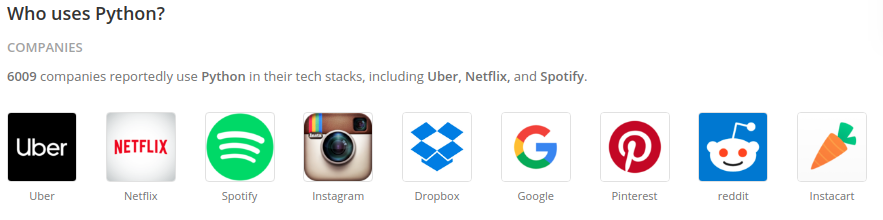 Who uses Python?
COMPANIES
6009 companies reportedly use Python in their tech stacks, including Uber, Netflix, and Spotify.
Uber NETFLIX
Uber Netflix Spotify Instagram Dropbox Google Pinterest reddit Instacart